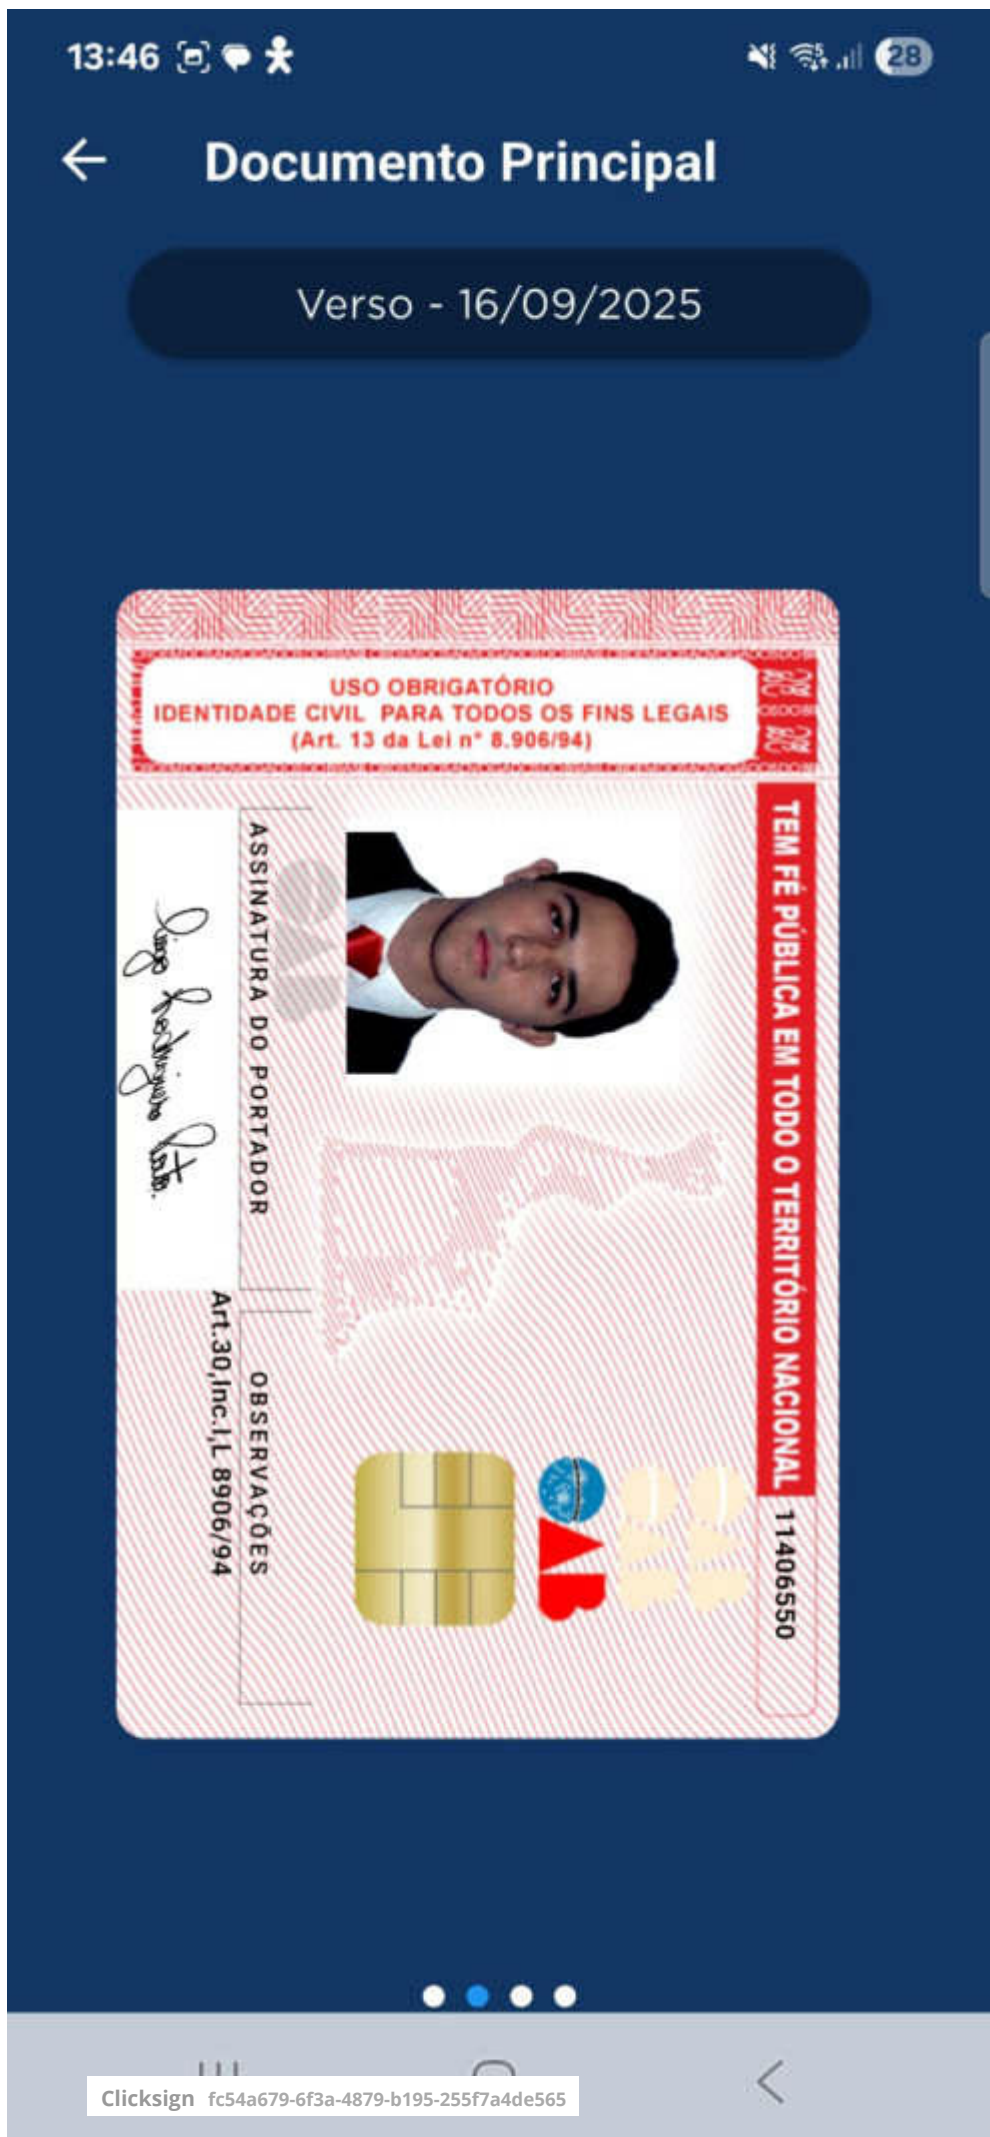 13:46
28
Documento Principal
Verso - 16/09/2025
USO OBRIGATÓRIO
IDENTIDADE CIVIL PARA TODOS OS FINS LEGAIS
(Art. 13 da Lei nº 8.906/94)
TEM FÉ PÚBLICA EM TODO O TERRITÓRIO NACIONAL
11406550
OAB
ASSINATURA DO PORTADOR
OBSERVAÇÕES
Art.30,Inc.I,L 8906/94
Clicksign fc54a679-6f3a-4879-b195-255f7a4de565